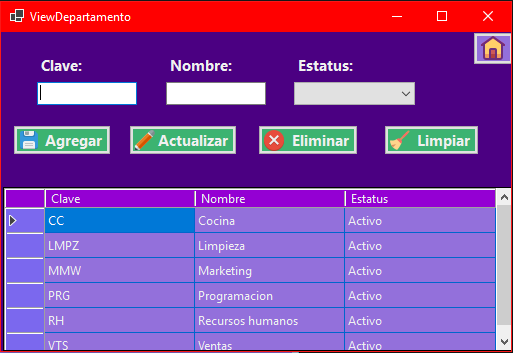 ViewDepartamento
Clave: Nombre: Estatus:
Agregar Actualizar Eliminar Limpiar
Clave Nombre Estatus
CC Cocina Activo
LMPZ Limpieza Activo
MMW Marketing Activo
PRG Programacion Activo
RH Recursos humanos Activo
VTS Ventas Activo